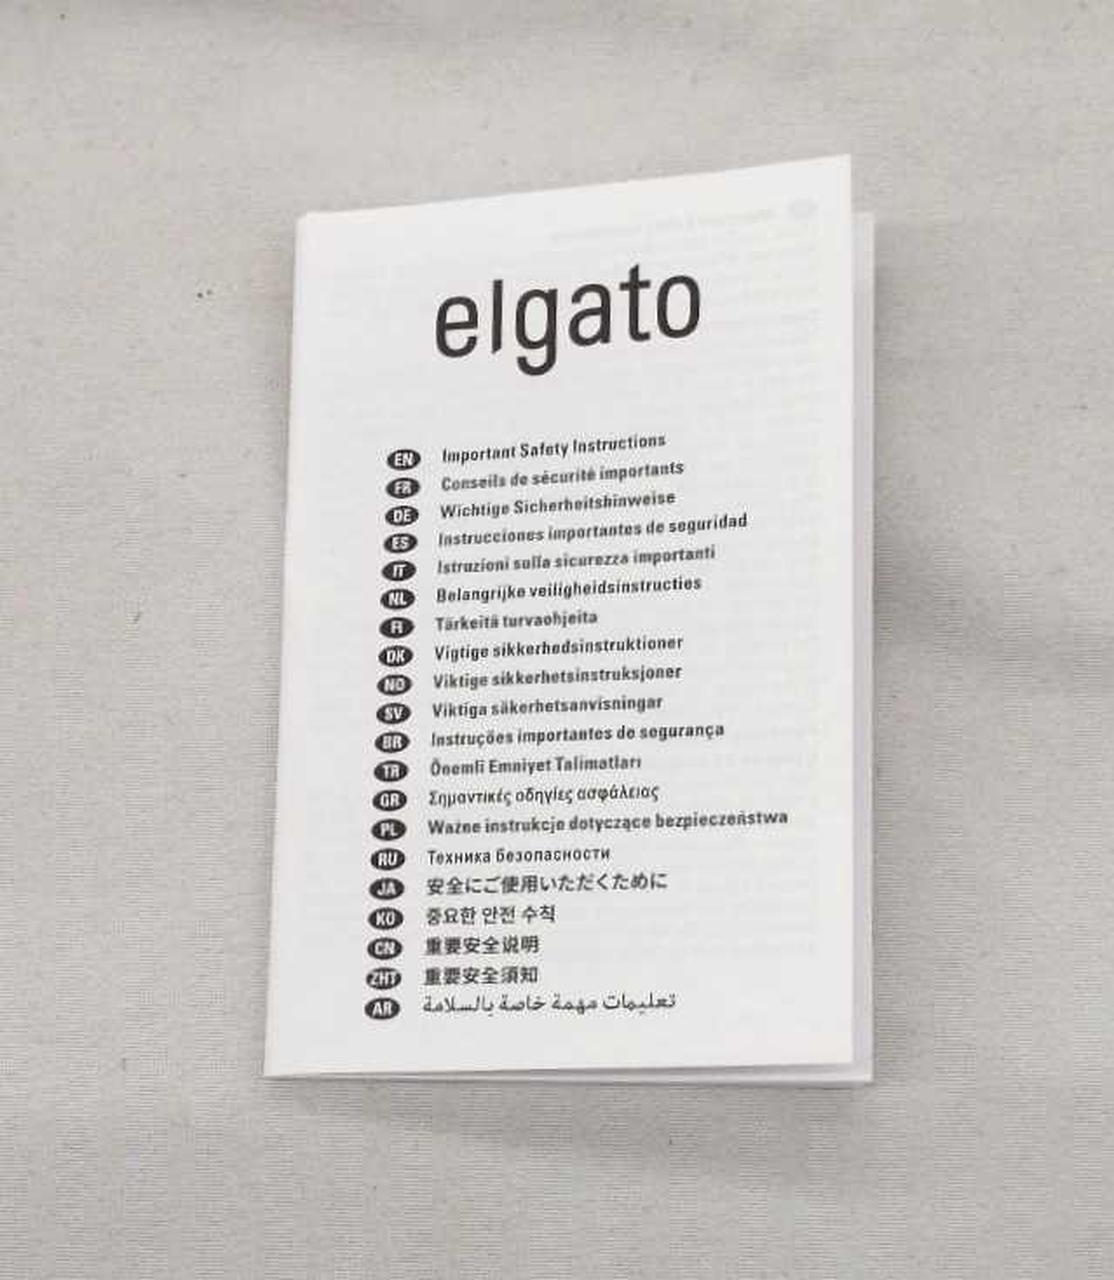 elgato
EN Important Safety Instructions
FR Conseils de sécurité importants
DE Wichtige Sicherheitshinweise
ES Instrucciones importantes de seguridad
IT Istruzioni sulla sicurezza importanti
NL Belangrijke veiligheidsinstructies
FI Tärkeitä turvaohjeita
DK Vigtige sikkerhedsinstruktioner
NO Viktige sikkerhetsinstruksjoner
SV Viktiga säkerhetsanvisningar
BR Instruções importantes de segurança
TR Önemli Emniyet Talimatları
GR Σημαντικές οδηγίες ασφάλειας
PL Ważne instrukcje dotyczące bezpieczeństwa
RU Техника безопасности
JA 安全にご使用いただくために
KO 중요한 안전 수칙
CN 重要安全说明
ZHT 重要安全須知
AR تعليمات مهمة خاصة بالسلامة